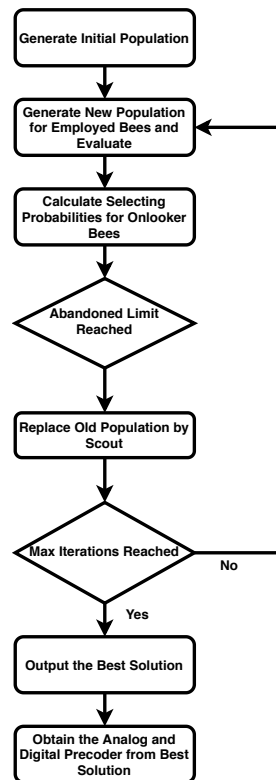 Generate Initial Population
Generate New Population
for Employed Bees and
Evaluate
Calculate Selecting
Probabilities for Onlooker
Bees
Abandoned Limit
Reached
Replace Old Population by
Scout
Max Iterations Reached
No
Yes
Output the Best Solution
Obtain the Analog and
Digital Precoder from Best
Solution